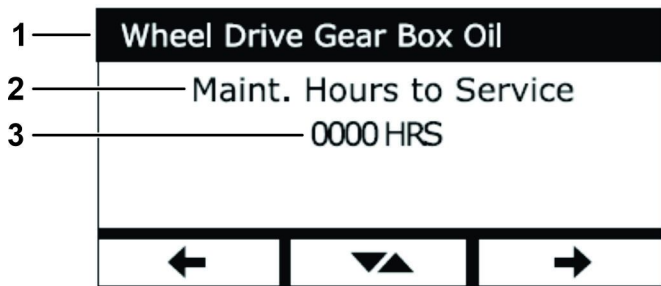 1 Wheel Drive Gear Box Oil
2 Maint. Hours to Service
3 0000 HRS